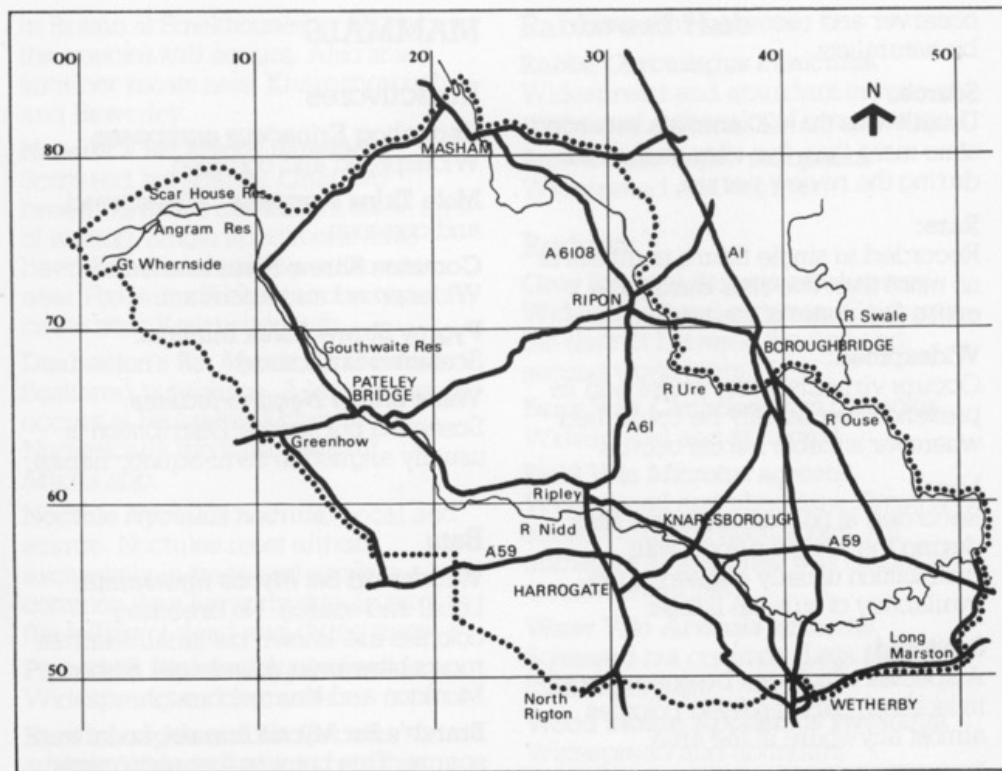 00
10
20
30
40
50
N
80
MASHAM
Scar House Res
Angram Res
Gt Whernside
A 6108
A1
RIPON
70
R Swale
Gouthwaite Res
BOROUGHBRIDGE
PATELEY
BRIDGE
R Ure
R Ouse
A61
Greenhow
60
Ripley
R Nidd
KNARESBOROUGH
A59
A59
HARROGATE
50
Long
Marston
North
Rigton
WETHERBY